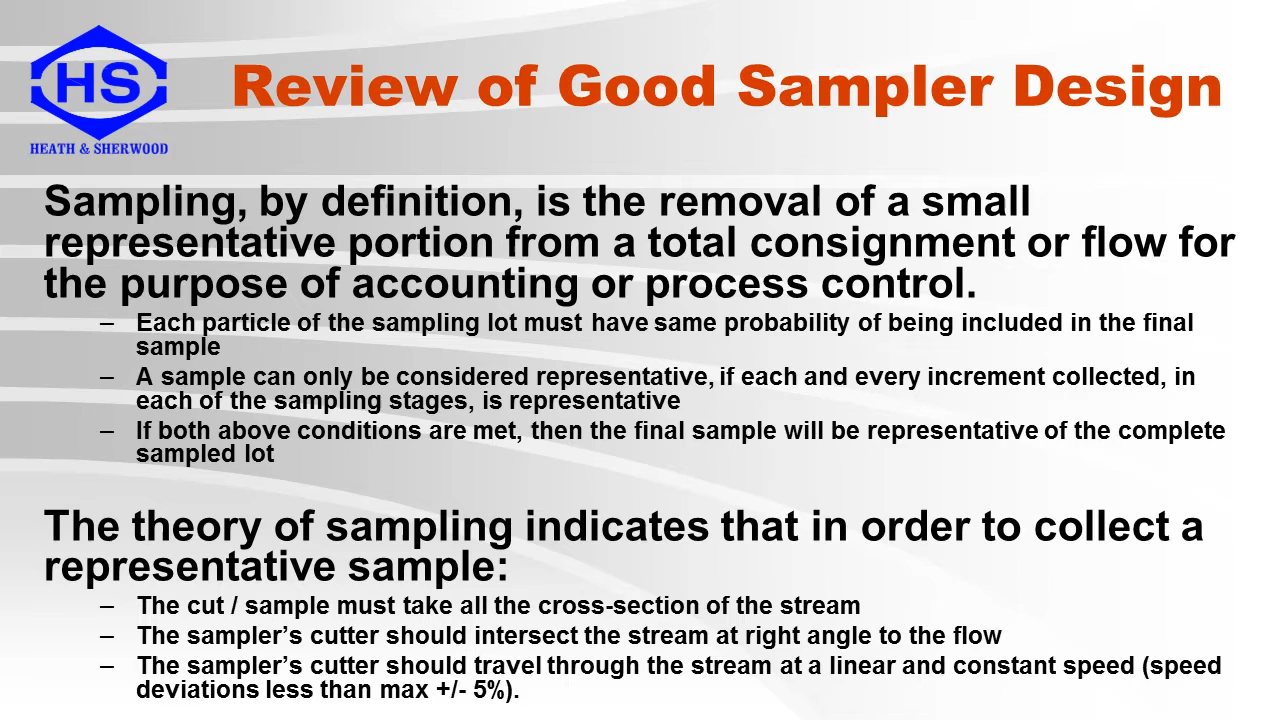 HS
HEATH & SHERWOOD
Review of Good Sampler Design
Sampling, by definition, is the removal of a small
representative portion from a total consignment or flow for
the purpose of accounting or process control.
– Each particle of the sampling lot must have same probability of being included in the final
sample
– A sample can only be considered representative, if each and every increment collected, in
each of the sampling stages, is representative
– If both above conditions are met, then the final sample will be representative of the complete
sampled lot
The theory of sampling indicates that in order to collect a
representative sample:
– The cut / sample must take all the cross-section of the stream
– The sampler’s cutter should intersect the stream at right angle to the flow
– The sampler’s cutter should travel through the stream at a linear and constant speed (speed
deviations less than max +/- 5%).